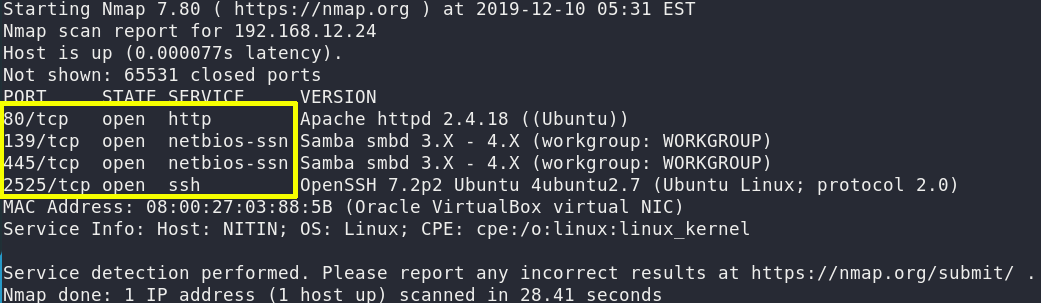 Starting Nmap 7.80 ( https://nmap.org ) at 2019-12-10 05:31 EST
Nmap scan report for 192.168.12.24
Host is up (0.000077s latency).
Not shown: 65531 closed ports
PORT     STATE SERVICE     VERSION
80/tcp   open  http        Apache httpd 2.4.18 ((Ubuntu))
139/tcp  open  netbios-ssn Samba smbd 3.X - 4.X (workgroup: WORKGROUP)
445/tcp  open  netbios-ssn Samba smbd 3.X - 4.X (workgroup: WORKGROUP)
2525/tcp open  ssh         OpenSSH 7.2p2 Ubuntu 4ubuntu2.7 (Ubuntu Linux; protocol 2.0)
MAC Address: 08:00:27:03:88:5B (Oracle VirtualBox virtual NIC)
Service Info: Host: NITIN; OS: Linux; CPE: cpe:/o:linux:linux_kernel
Service detection performed. Please report any incorrect results at https://nmap.org/submit/ .
Nmap done: 1 IP address (1 host up) scanned in 28.41 seconds